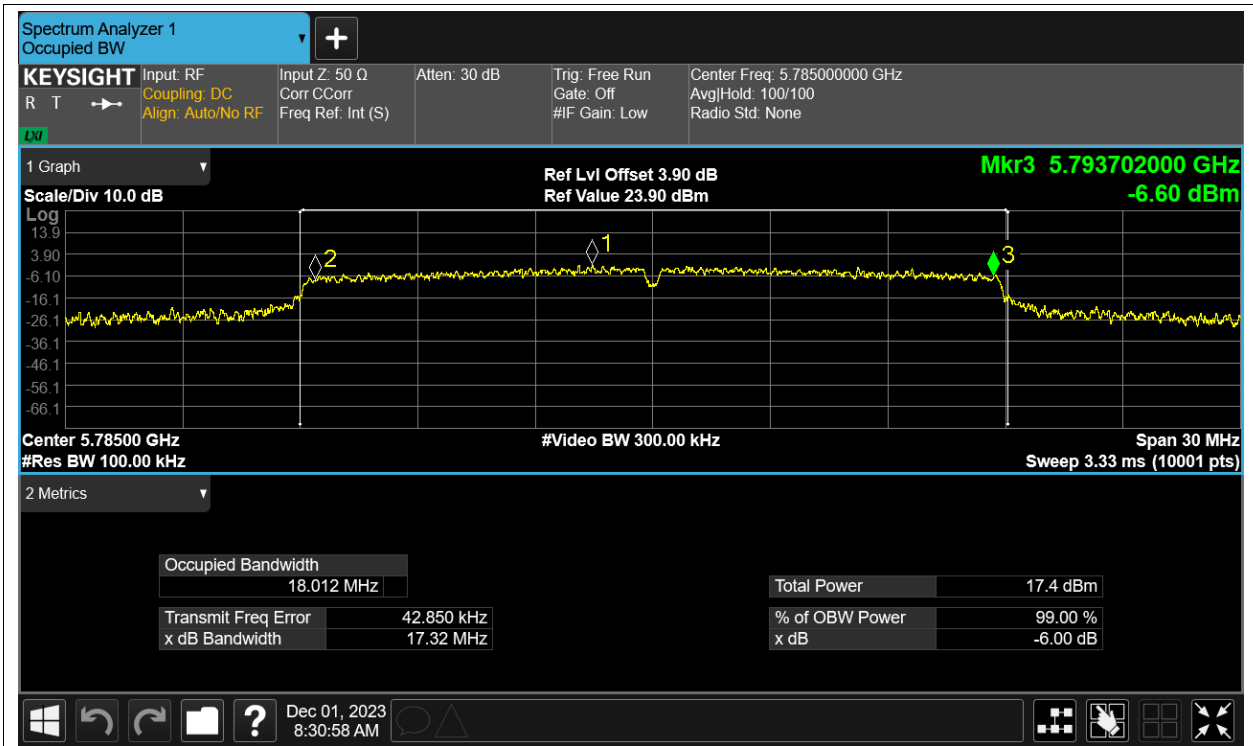 Spectrum Analyzer 1
Occupied BW
KEYSIGHT
R T
LXI
Input: RF
Coupling: DC
Align: Auto/No RF
Input Z: 50 Ω
Corr CCorr
Freq Ref: Int (S)
Atten: 30 dB
Trig: Free Run
Gate: Off
#IF Gain: Low
Center Freq: 5.785000000 GHz
Avg|Hold: 100/100
Radio Std: None
1 Graph
Scale/Div 10.0 dB
Ref Lvl Offset 3.90 dB
Ref Value 23.90 dBm
Mkr3 5.793702000 GHz
-6.60 dBm
Log
13.9
3.90
-6.10
-16.1
-26.1
-36.1
-46.1
-56.1
-66.1
2
1
3
Center 5.78500 GHz
#Res BW 100.00 kHz
#Video BW 300.00 kHz
Span 30 MHz
Sweep 3.33 ms (10001 pts)
2 Metrics
Occupied Bandwidth
18.012 MHz
Transmit Freq Error 42.850 kHz
x dB Bandwidth 17.32 MHz
Total Power 17.4 dBm
% of OBW Power 99.00 %
x dB -6.00 dB
?
Dec 01, 2023
8:30:58 AM